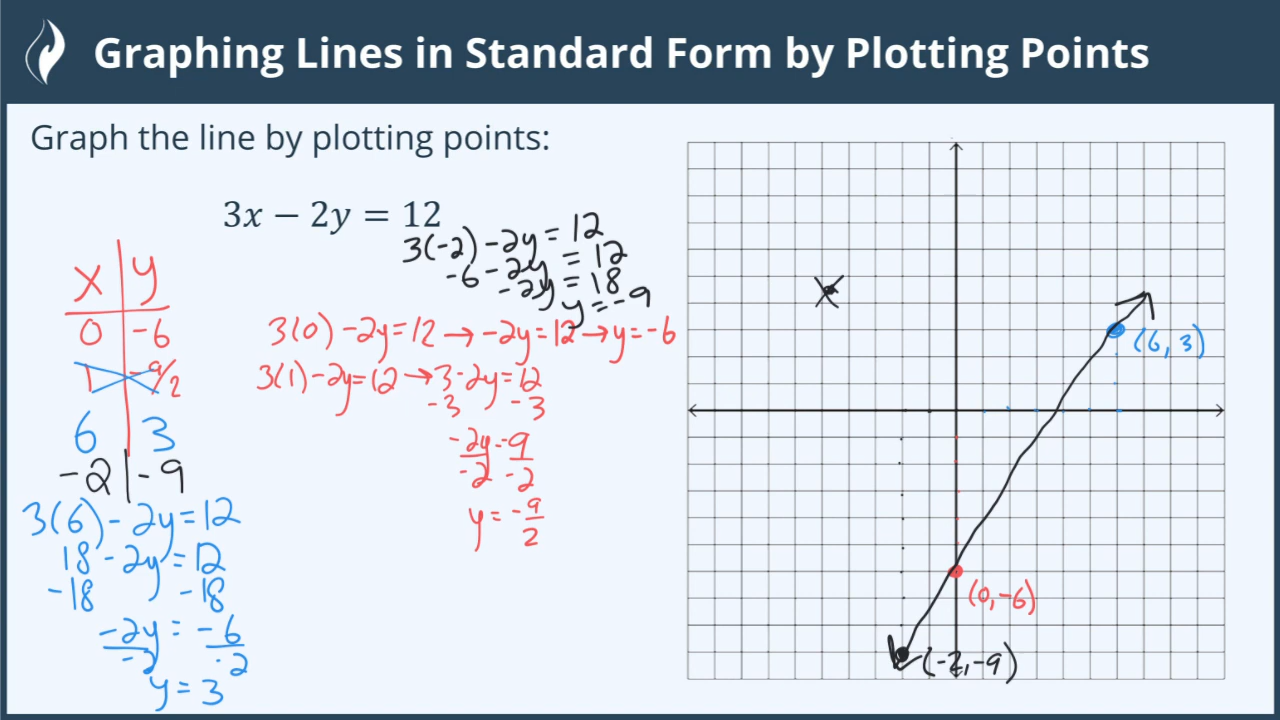 Graphing Lines in Standard Form by Plotting Points
Graph the line by plotting points:
3x − 2y = 12
3(-2) -2y = 12
-6 -2y = 12
-2y = 18
y = -9
x y
0 -6
1 -9/2
6 3
-2 -9
3(0) -2y = 12 → -2y = 12 → y = -6
3(1) -2y = 12 → 3 - 2y = 12
-3 -3
-2y = 9
-2 -2
y = -9/2
3(6) - 2y = 12
18 - 2y = 12
-18 -18
-2y = -6
-2 -2
y = 3
(6, 3)
(0, -6)
(-2, -9)